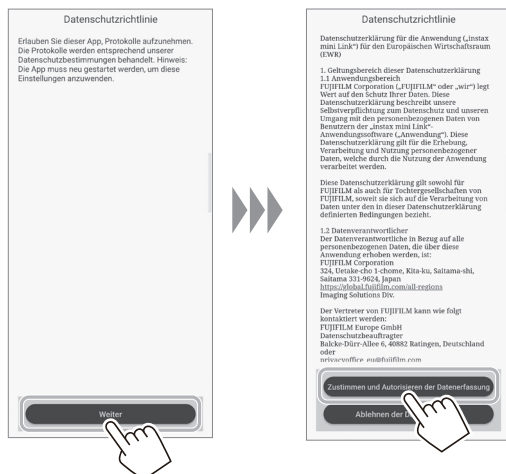 Datenschutzrichtlinie
Erlauben Sie dieser App, Protokolle aufzunehmen.
Die Protokolle werden entsprechend unserer
Datenschutzbestimmungen behandelt. Hinweis:
Die App muss neu gestartet werden, um diese
Einstellungen anzuwenden.
Weiter
Datenschutzrichtlinie
Datenschutzerklärung für die Anwendung („instax
mini Link“) für den Europäischen Wirtschaftsraum
(EWR)
1. Geltungsbereich dieser Datenschutzerklärung
1.1 Anwendungsbereich
FUJIFILM Corporation („FUJIFILM“ oder „wir“) legt
Wert auf den Schutz Ihrer Daten. Diese
Datenschutzerklärung beschreibt unsere
Selbstverpflichtung zum Datenschutz und unseren
Umgang mit den personenbezogenen Daten von
Benutzern der „instax mini Link“-
Anwendungssoftware („Anwendung“). Diese
Datenschutzerklärung gilt für die Erhebung,
Verarbeitung und Nutzung personenbezogener
Daten, welche durch die Nutzung der Anwendung
verarbeitet werden.
Diese Datenschutzerklärung gilt sowohl für
FUJIFILM als auch für Tochtergesellschaften von
FUJIFILM, soweit sie sich auf die Verarbeitung von
Daten unter den in dieser Datenschutzerklärung
definierten Bedingungen bezieht.
1.2 Datenverantwortlicher
Der Datenverantwortliche in Bezug auf alle
personenbezogenen Daten, die über diese
Anwendung erhoben werden, ist:
FUJIFILM Corporation
324, Uetake-cho 1-chome, Kita-ku, Saitama-shi,
Saitama 331-9624, Japan
https://global.fujifilm.com/all-regions
Imaging Solutions Div.
Der Vertreter von FUJIFILM kann wie folgt
kontaktiert werden:
FUJIFILM Europe GmbH
Datenschutzbeauftragter
Balcke-Dürr-Allee 6, 40882 Ratingen, Deutschland
oder
privacyoffice_eu@fujifilm.com
Zustimmen und Autorisieren der Datenerfassung
Ablehnen der